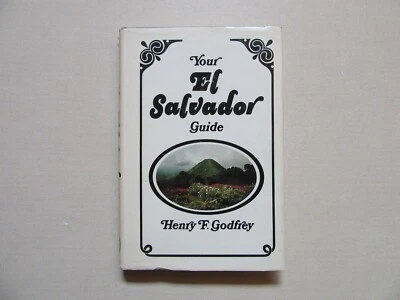 Your
El
Salvador
Guide
Henry F. Godfrey